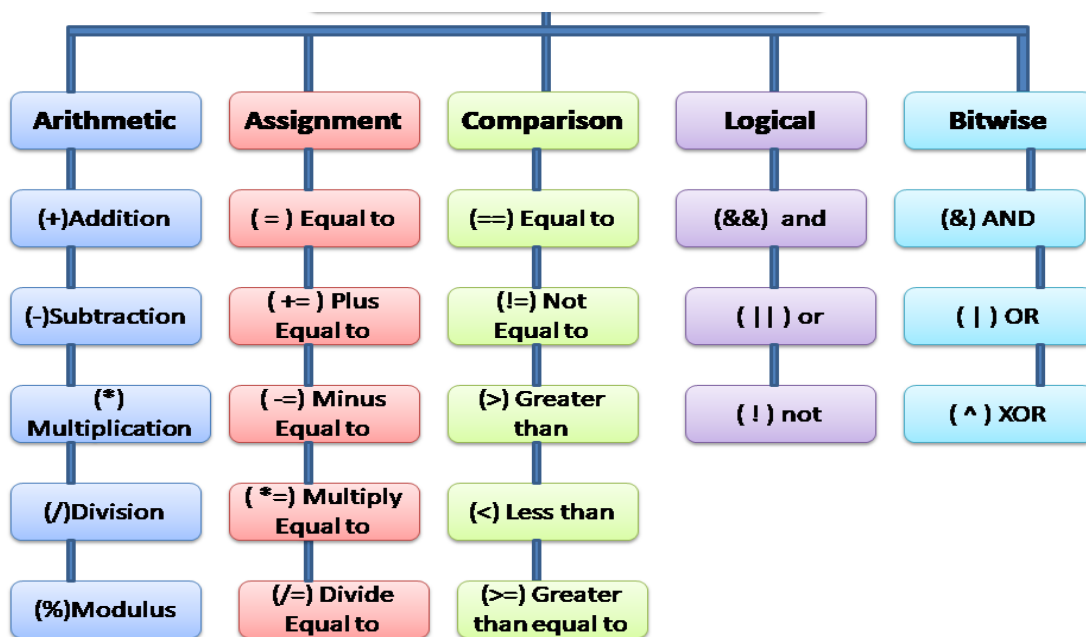 Arithmetic
(+)Addition
(-)Subtraction
(*)
Multiplication
(/)Division
(%)Modulus
Assignment
( = ) Equal to
( += ) Plus
Equal to
( -= ) Minus
Equal to
( *=) Multiply
Equal to
(/=) Divide
Equal to
Comparison
(==) Equal to
(!=) Not
Equal to
(>) Greater
than
(<) Less than
(>=) Greater
than equal to
Logical
(&&) and
( || ) or
( ! ) not
Bitwise
(&) AND
( | ) OR
( ^ ) XOR